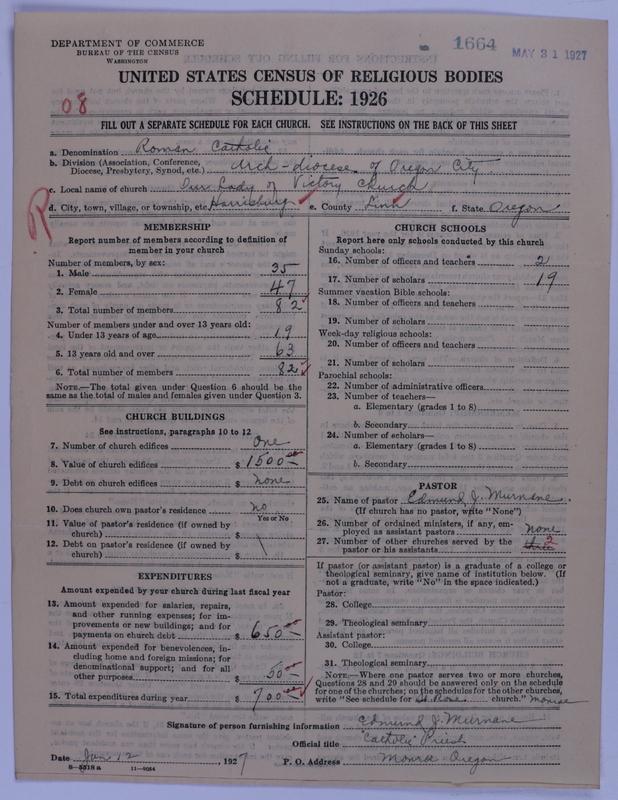 DEPARTMENT OF COMMERCE
BUREAU OF THE CENSUS
WASHINGTON
1664
MAY 31 1927
UNITED STATES CENSUS OF RELIGIOUS BODIES
SCHEDULE: 1926
08
FILL OUT A SEPARATE SCHEDULE FOR EACH CHURCH. SEE INSTRUCTIONS ON THE BACK OF THIS SHEET
a. Denomination Roman Catholic
b. Division (Association, Conference, Diocese, Presbytery, Synod, etc.) Arch-diocese of Oregon City
c. Local name of church Our Lady of Victory Church
d. City, town, village, or township, etc. Harrisburg e. County Linn f. State Oregon
R
MEMBERSHIP
Report number of members according to definition of
member in your church
Number of members, by sex:
1. Male 35
2. Female 47
3. Total number of members 82
Number of members under and over 13 years old:
4. Under 13 years of age 19
5. 13 years old and over 63
6. Total number of members 82
NOTE.—The total given under Question 6 should be the
same as the total of males and females given under Question 3.
CHURCH BUILDINGS
See instructions, paragraphs 10 to 12
7. Number of church edifices One
8. Value of church edifices $ 1500
9. Debt on church edifices $ none
10. Does church own pastor's residence no
Yes or No
11. Value of pastor's residence (if owned by
church) $
12. Debt on pastor's residence (if owned by
church) $
EXPENDITURES
Amount expended by your church during last fiscal year
13. Amount expended for salaries, repairs,
and other running expenses; for im-
provements or new buildings; and for
payments on church debt $ 650
14. Amount expended for benevolences, in-
cluding home and foreign missions; for
denominational support; and for all
other purposes $ 50
15. Total expenditures during year $ 700
CHURCH SCHOOLS
Report here only schools conducted by this church
Sunday schools:
16. Number of officers and teachers 2
17. Number of scholars 19
Summer vacation Bible schools:
18. Number of officers and teachers
19. Number of scholars
Week-day religious schools:
20. Number of officers and teachers
21. Number of scholars
Parochial schools:
22. Number of administrative officers
23. Number of teachers—
a. Elementary (grades 1 to 8)
b. Secondary
24. Number of scholars—
a. Elementary (grades 1 to 8)
b. Secondary
PASTOR
25. Name of pastor Edmund J. Murnane
(If church has no pastor, write "None")
26. Number of ordained ministers, if any, em-
ployed as assistant pastors none
27. Number of other churches served by the
pastor or his assistants three 2
If pastor (or assistant pastor) is a graduate of a college or
theological seminary, give name of institution below. (If
not a graduate, write "No" in the space indicated.)
Pastor:
28. College
29. Theological seminary
Assistant pastor:
30. College
31. Theological seminary
NOTE.—Where one pastor serves two or more churches,
Questions 28 and 29 should be answered only on the schedule
for one of the churches; on the schedules for the other churches,
write "See schedule for St Rose church." Monroe
Signature of person furnishing information Edmund J. Murnane
Official title Catholic Priest
Date Jan 12, 1927 P. O. Address Monroe Oregon
8—5518 a 11—9084